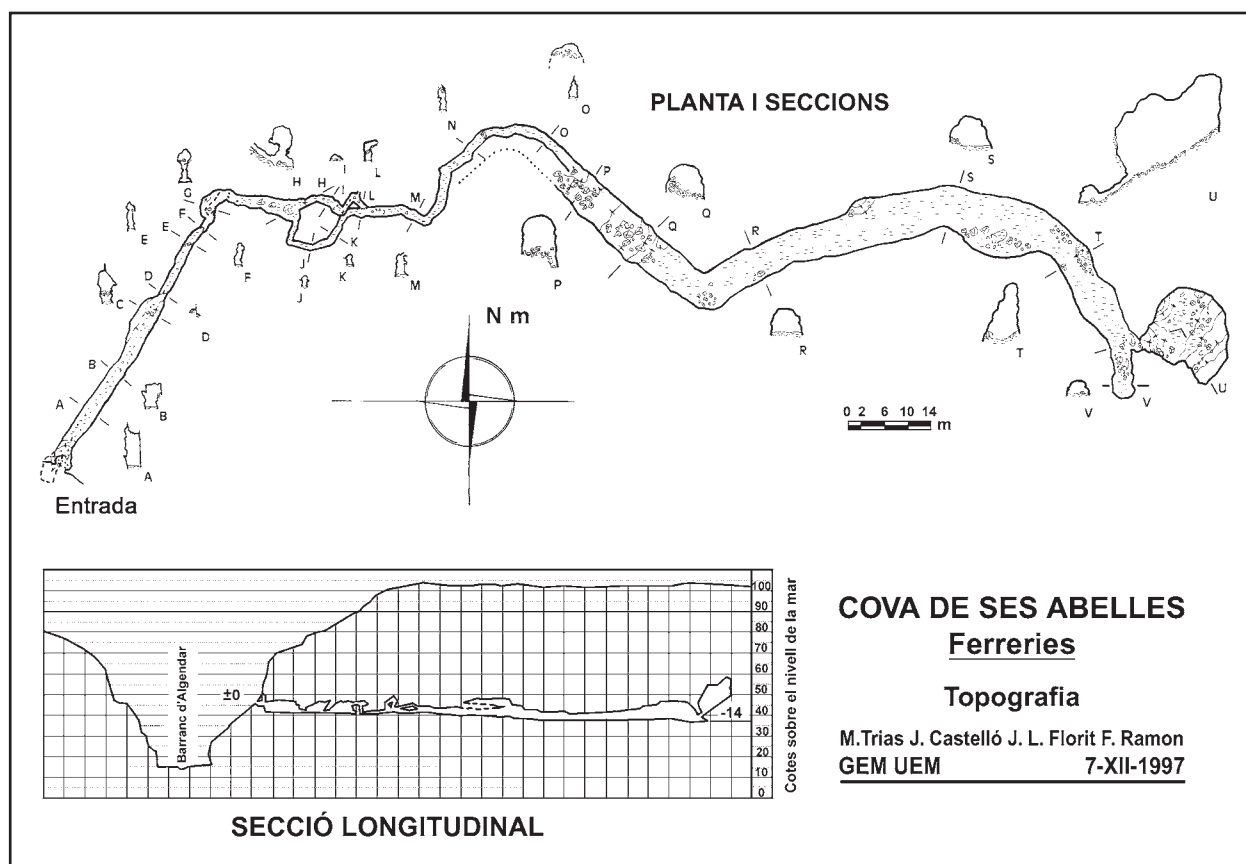 PLANTA I SECCIONS
O
O
N
O
P
S
S
U
L
I
H
H
L
G
F
E
E
M
Q
Q
R
T
K
K
J
J
F
M
P
D
C
D
N m
R
T
B
B
A
A
V
V
U
0 2 6 10 14
m
Entrada
100
90
80
70
60
50
40
30
20
10
0
±0
-14
Barranc d'Algendar
Cotes sobre el nivell de la mar
SECCIÓ LONGITUDINAL
COVA DE SES ABELLES
Ferreries
Topografia
M.Trias J. Castelló J. L. Florit F. Ramon
GEM UEM 7-XII-1997